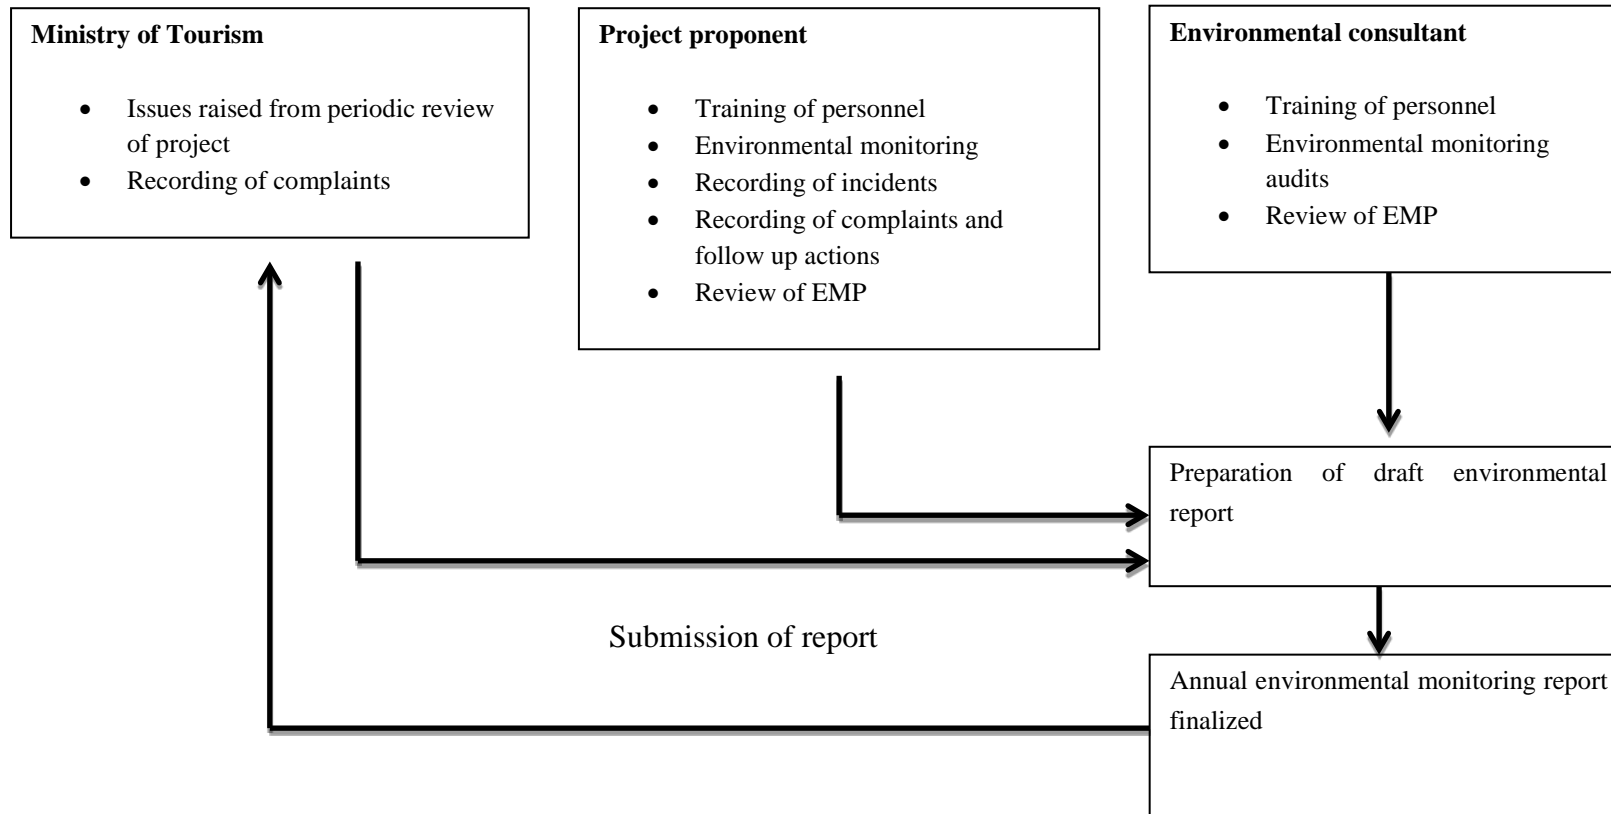 Ministry of Tourism
• Issues raised from periodic review
of project
• Recording of complaints
Project proponent
• Training of personnel
• Environmental monitoring
• Recording of incidents
• Recording of complaints and
follow up actions
• Review of EMP
Environmental consultant
• Training of personnel
• Environmental monitoring
audits
• Review of EMP
Preparation of draft environmental
report
Submission of report
Annual environmental monitoring report
finalized